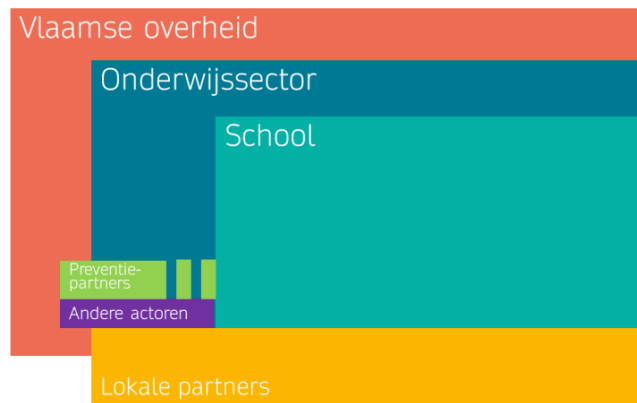 Vlaamse overheid
Onderwijssector
School
Preventie-
partners
Andere actoren
Lokale partners